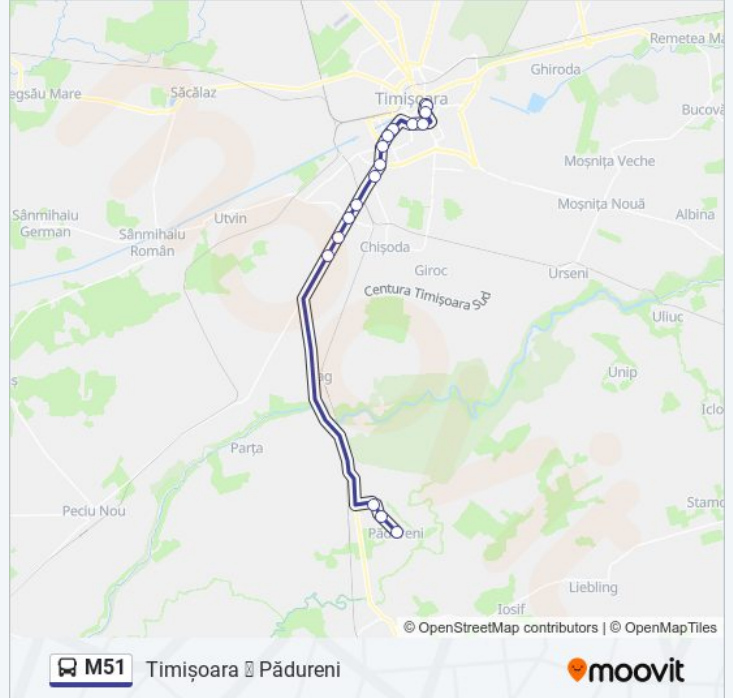 Remetea Ma
Ghiroda
Timișoara
egsău Mare
Săcălaz
Bucovă
Moșnița Veche
Moșnița Nouă
Albina
Sânmihaiu
German
Utvin
Sânmihaiu
Român
Chișoda
Giroc
Urseni
Centura Timișoara Sud
Uliuc
Unip
ag
Iclo
Parța
Peciu Nou
Stamo
Pădureni
Liebling
Iosif
© OpenStreetMap contributors | © OpenMapTiles
M51 Timișoara Pădureni
moovit